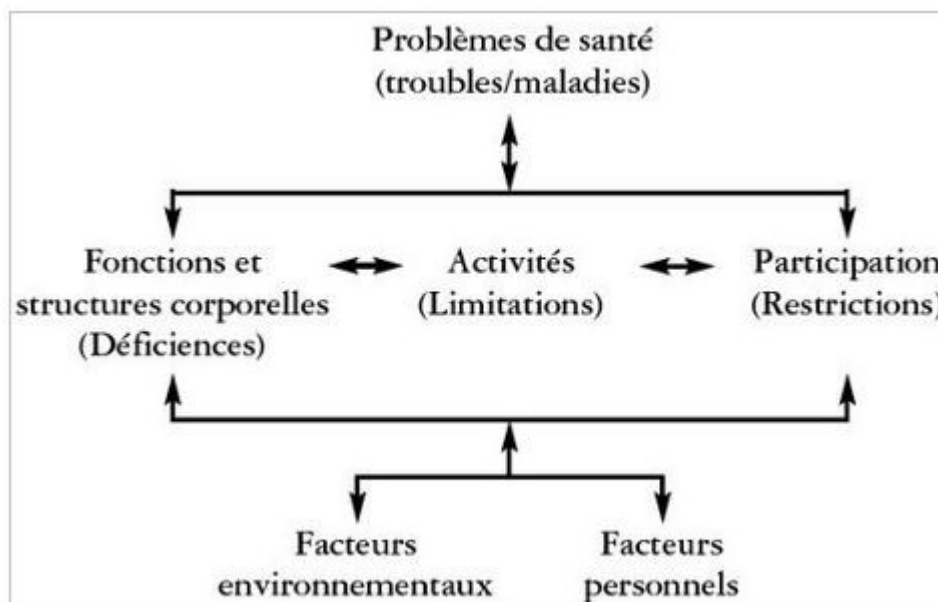 Problèmes de santé
(troubles/maladies)
Fonctions et
structures corporelles
(Déficiences)
Activités
(Limitations)
Participation
(Restrictions)
Facteurs
environnementaux
Facteurs
personnels